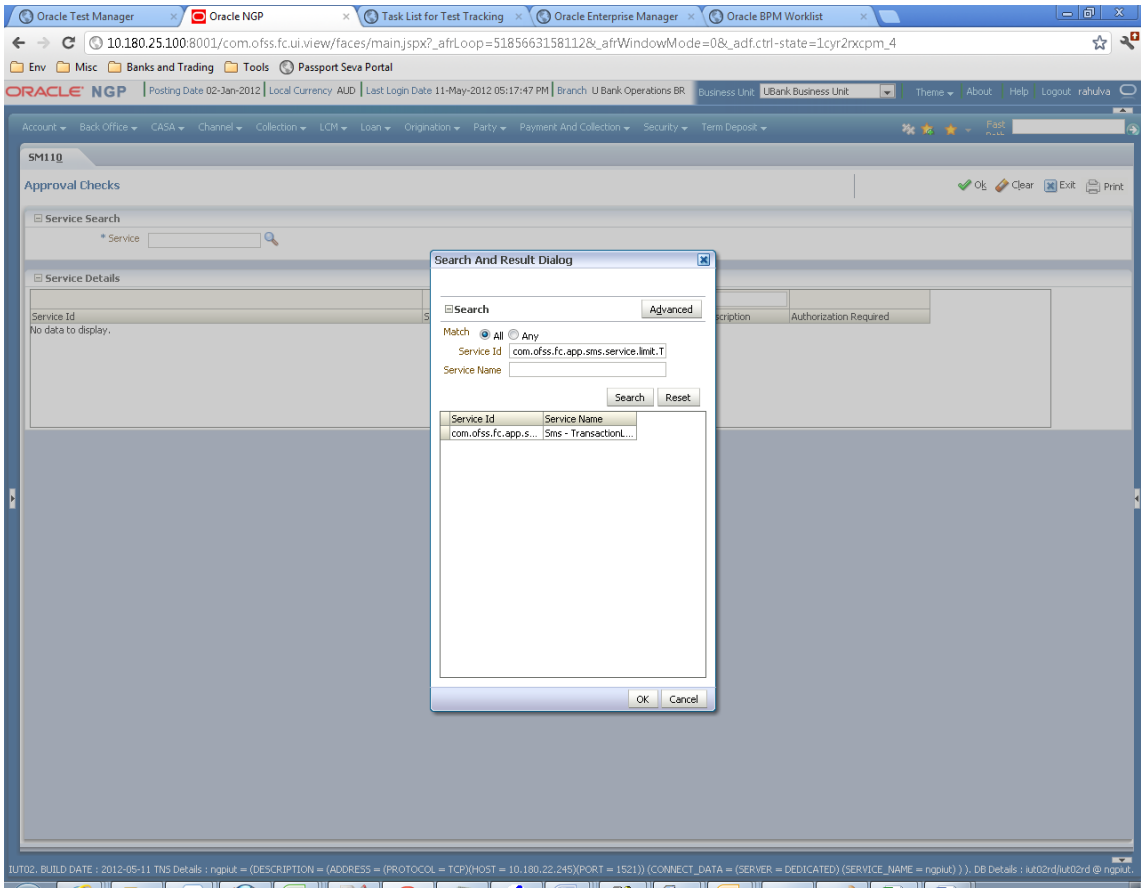 Oracle Test Manager
Oracle NGP
Task List for Test Tracking
Oracle Enterprise Manager
Oracle BPM Worklist
10.180.25.100:8001/com.ofss.fc.ui.view/faces/main.jspx?_afrLoop=5185663158112&_afrWindowMode=0&_adf.ctrl-state=1cyr2rxcpm_4
Env Misc Banks and Trading Tools Passport Seva Portal
ORACLE NGP Posting Date 02-Jan-2012 Local Currency AUD Last Login Date 11-May-2012 05:17:47 PM Branch U Bank Operations BR Business Unit UBank Business Unit Theme About Help Logout rahulva
Account Back Office CASA Channel Collection LCM Loan Origination Party Payment And Collection Security Term Deposit Fast
SM110
Approval Checks Ok Clear Exit Print
Service Search
* Service
Search And Result Dialog
Service Details
Search Advanced
Service Id S scription Authorization Required
No data to display.
Match All Any
Service Id com.ofss.fc.app.sms.service.limit.T
Service Name
Search Reset
Service Id Service Name
com.ofss.fc.app.s... Sms - TransactionL...
OK Cancel
IUT02. BUILD DATE : 2012-05-11 TNS Details : ngpiut = (DESCRIPTION = (ADDRESS = (PROTOCOL = TCP)(HOST = 10.180.22.245)(PORT = 1521)) (CONNECT_DATA = (SERVER = DEDICATED) (SERVICE_NAME = ngpiut) ) ). DB Details : iut02rd/iut02rd @ ngpiut.